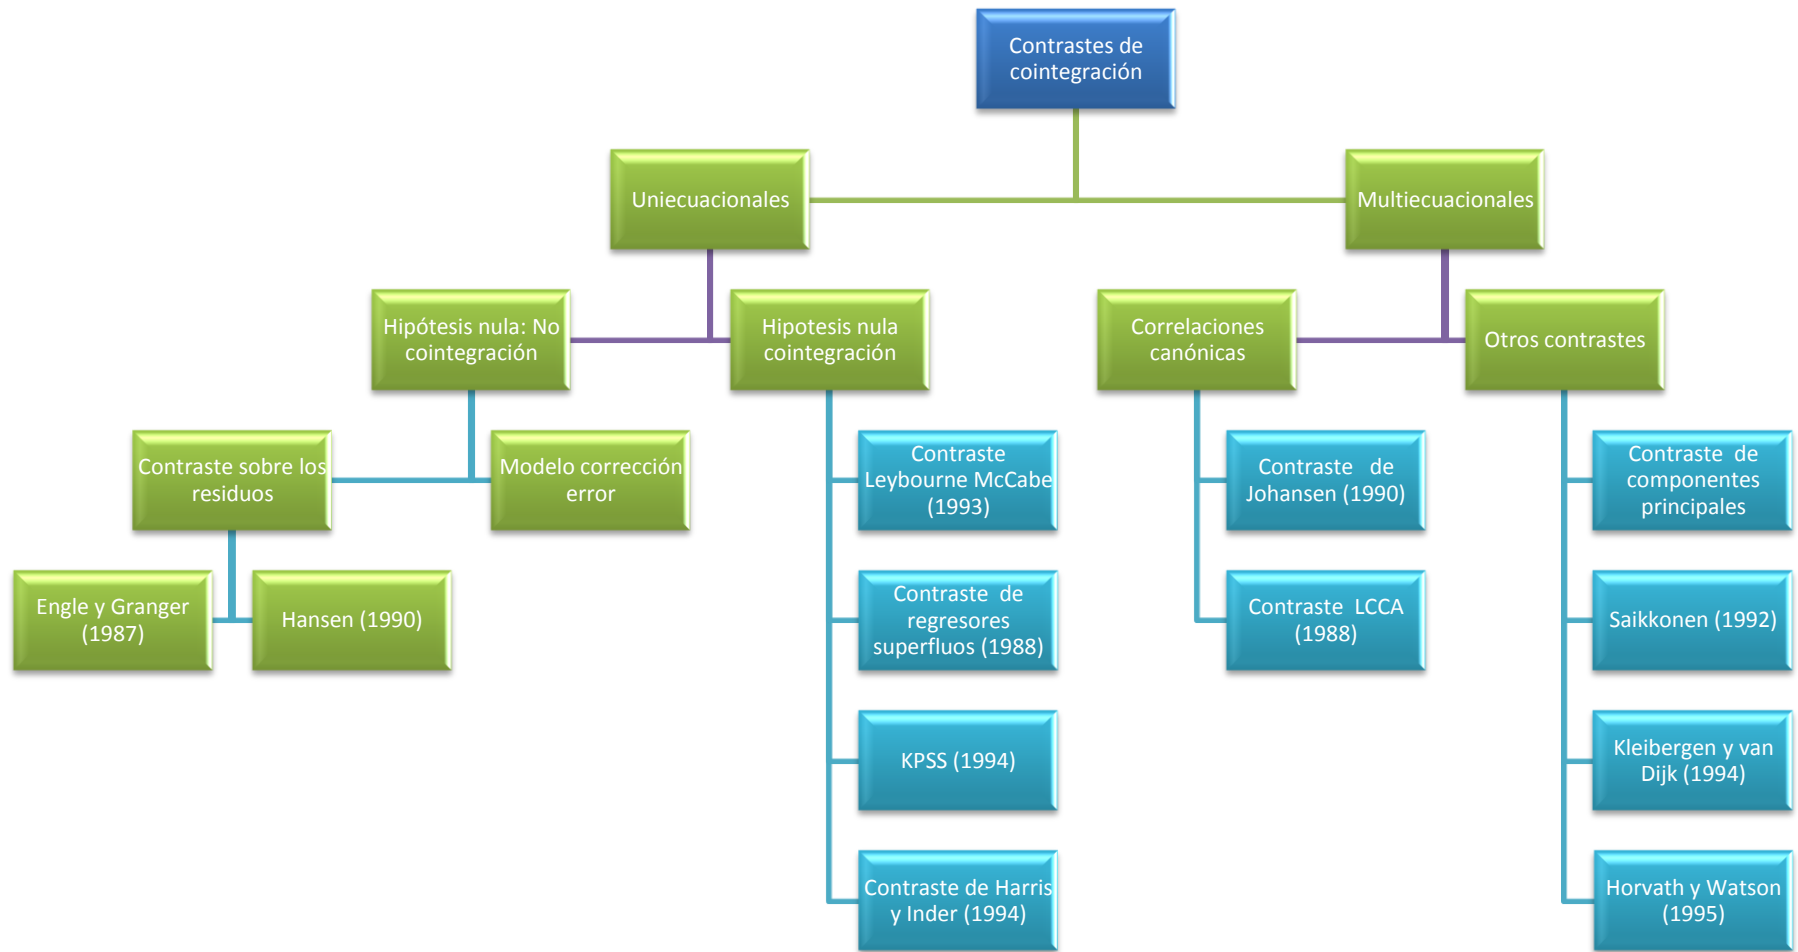 Contrastes de
cointegración
Uniecuacionales
Multiecuacionales
Hipótesis nula: No
cointegración
Hipotesis nula
cointegración
Correlaciones
canónicas
Otros contrastes
Contraste sobre los
residuos
Modelo corrección
error
Contraste
Leybourne McCabe
(1993)
Contraste de
Johansen (1990)
Contraste de
componentes
principales
Engle y Granger
(1987)
Hansen (1990)
Contraste de
regresores
superfluos (1988)
Contraste LCCA
(1988)
Saikkonen (1992)
KPSS (1994)
Kleibergen y van
Dijk (1994)
Contraste de Harris
y Inder (1994)
Horvath y Watson
(1995)